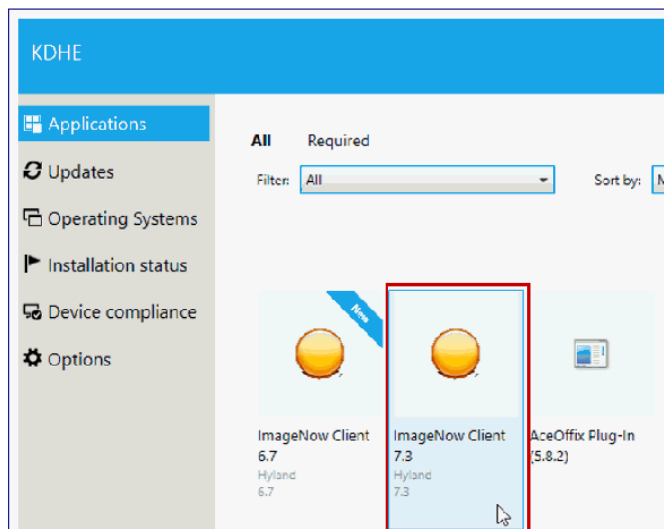 KDHE
Applications
Updates
Operating Systems
Installation status
Device compliance
Options
All Required
Filter: All Sort by:
New
ImageNow Client
6.7
Hyland
6.7
ImageNow Client
7.3
Hyland
7.3
AceOffix Plug-In
(5.8.2)